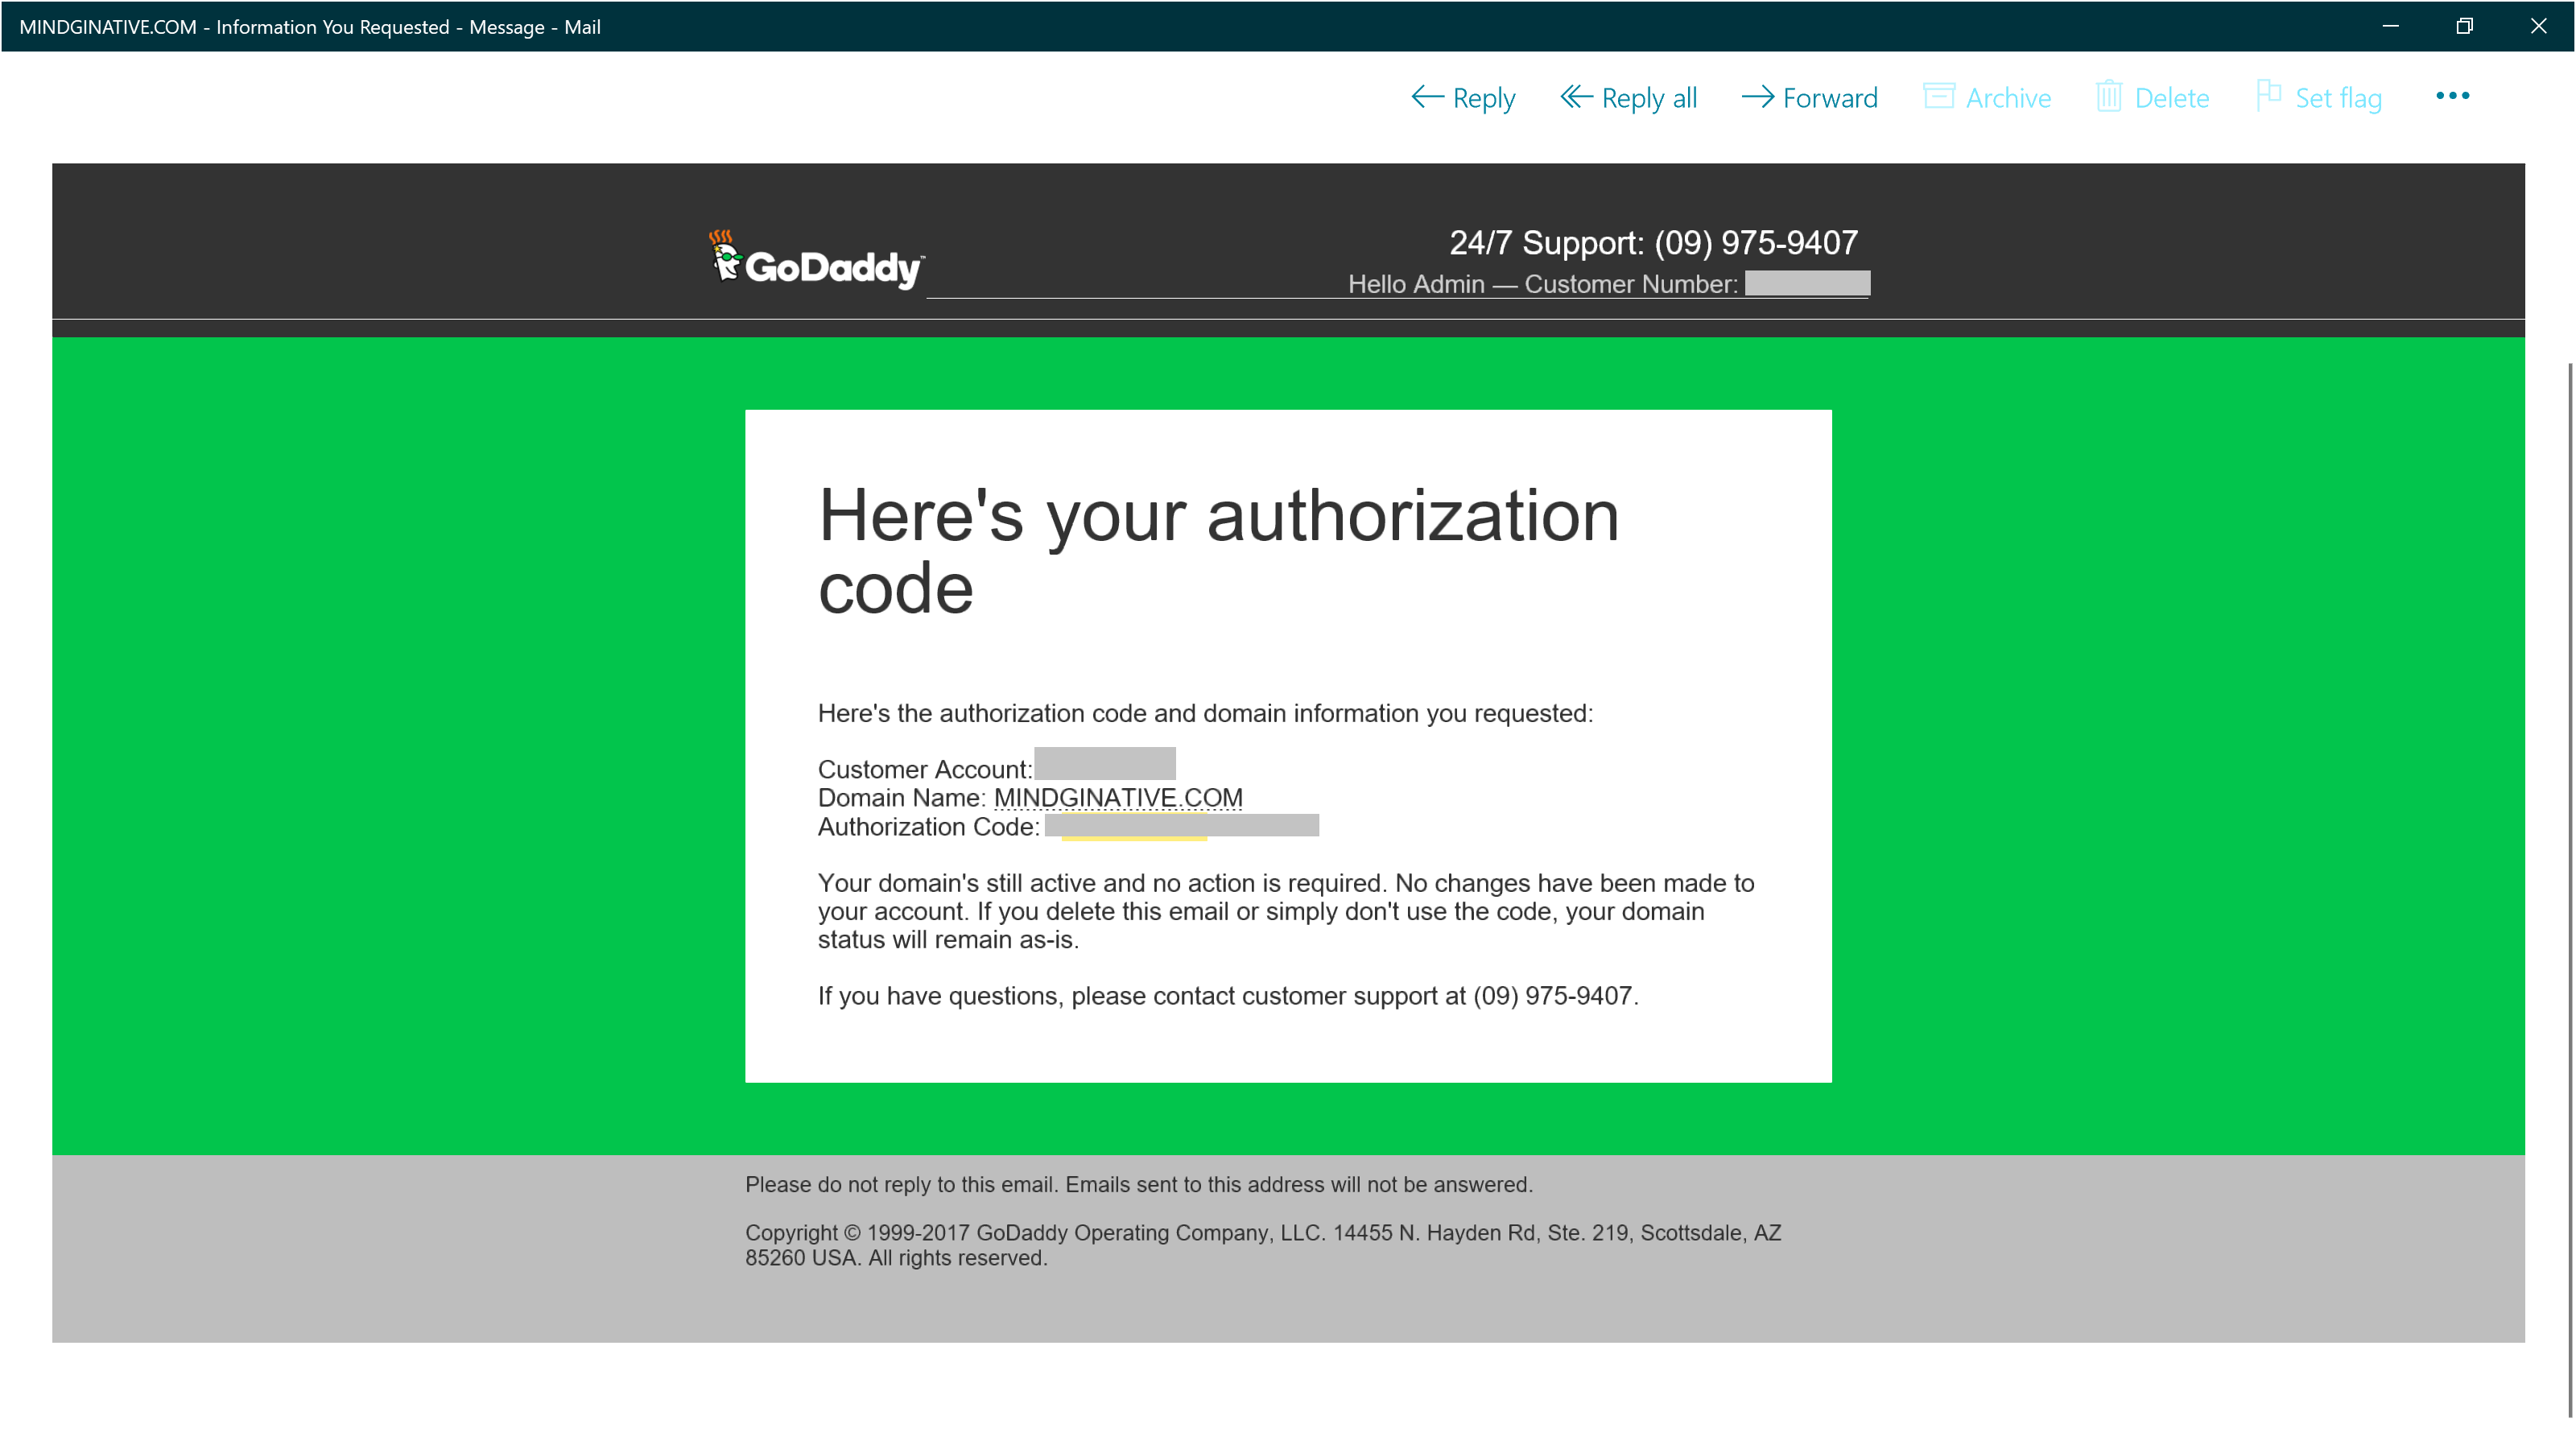 MINDGINATIVE.COM - Information You Requested - Message - Mail
Reply
Reply all
Forward
Archive
Delete
Set flag
GoDaddy™
24/7 Support: (09) 975-9407
Hello Admin — Customer Number:
Here's your authorization
code
Here's the authorization code and domain information you requested:
Customer Account:
Domain Name: MINDGINATIVE.COM
Authorization Code:
Your domain's still active and no action is required. No changes have been made to
your account. If you delete this email or simply don't use the code, your domain
status will remain as-is.
If you have questions, please contact customer support at (09) 975-9407.
Please do not reply to this email. Emails sent to this address will not be answered.
Copyright © 1999-2017 GoDaddy Operating Company, LLC. 14455 N. Hayden Rd, Ste. 219, Scottsdale, AZ
85260 USA. All rights reserved.